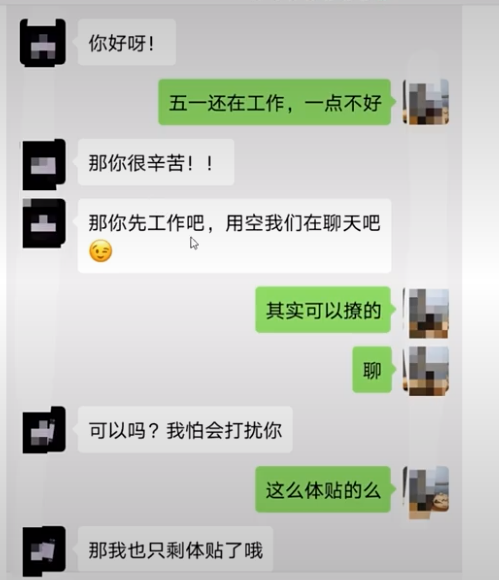 你好呀！
五一还在工作，一点不好
那你很辛苦！！
那你先工作吧，用空我们在聊天吧
😉
其实可以撩的
聊
可以吗？我怕会打扰你
这么体贴的么
那我也只剩体贴了哦